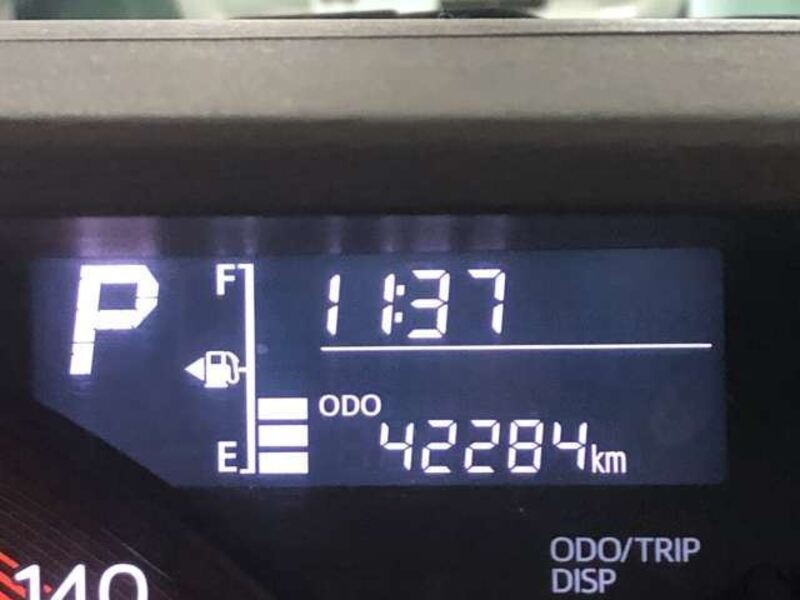 P
F
11:37
ODO
E
42284km
ODO/TRIP
DISP
140